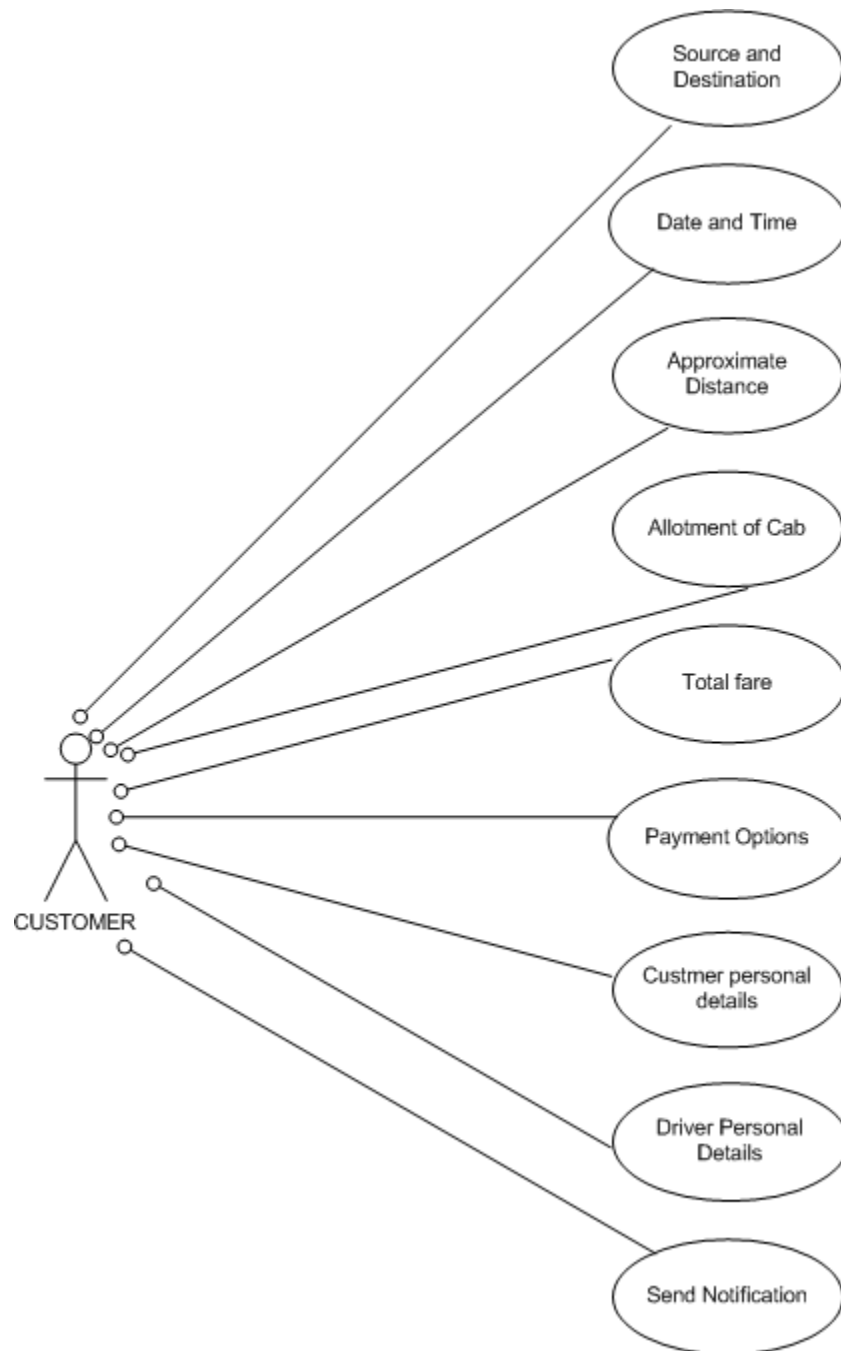 Source and
Destination
Date and Time
Approximate
Distance
Allotment of Cab
Total fare
Payment Options
CUSTOMER
Custmer personal
details
Driver Personal
Details
Send Notification